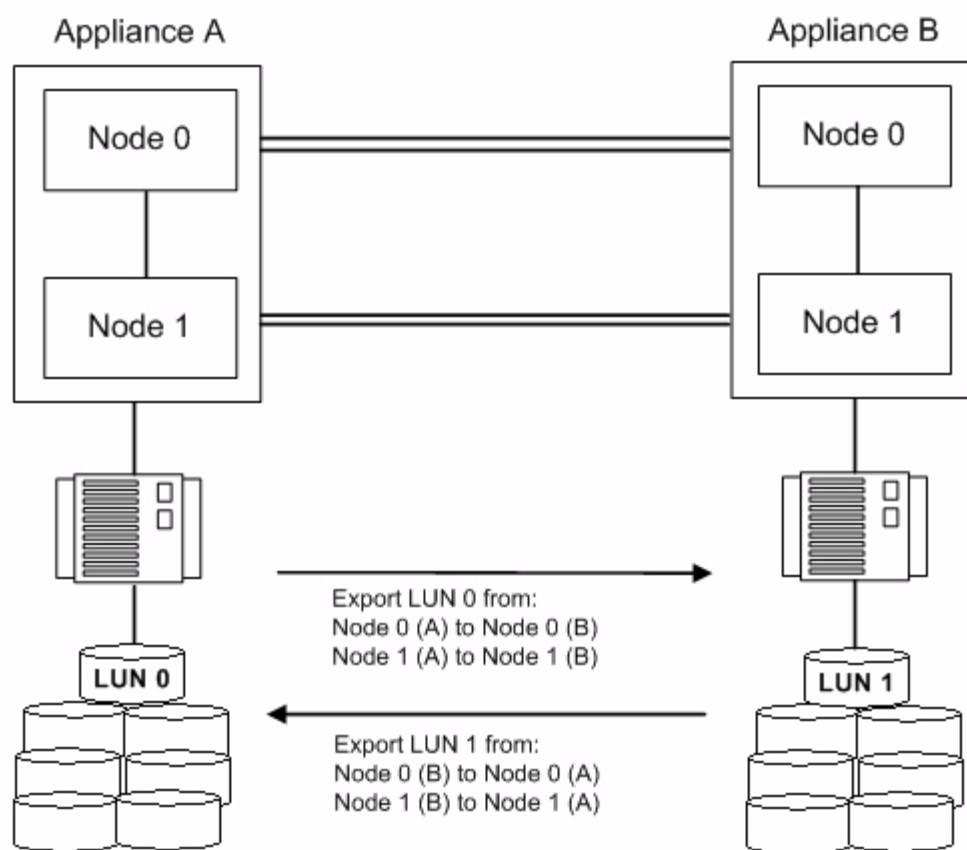 Appliance A
Appliance B
Node 0
Node 0
Node 1
Node 1
Export LUN 0 from:
Node 0 (A) to Node 0 (B)
Node 1 (A) to Node 1 (B)
LUN 0
LUN 1
Export LUN 1 from:
Node 0 (B) to Node 0 (A)
Node 1 (B) to Node 1 (A)